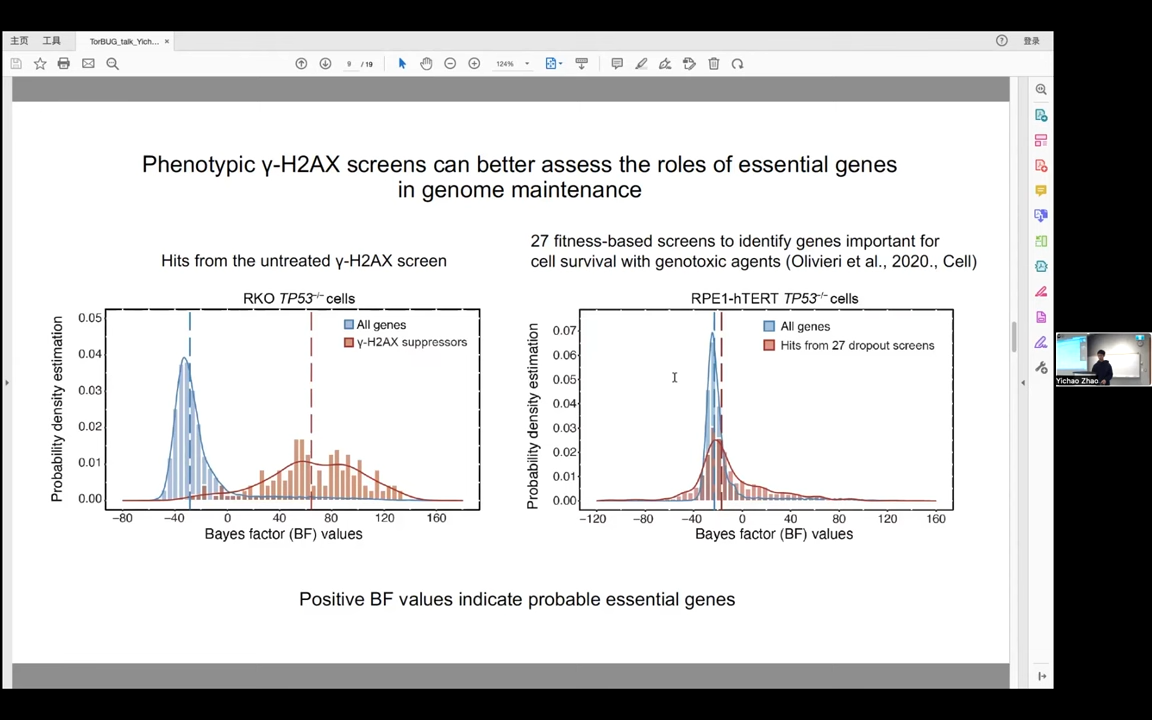 主页
工具
TorBUG_talk_Yich...
×
登录
9 / 19
124%
Phenotypic γ-H2AX screens can better assess the roles of essential genes
in genome maintenance
Hits from the untreated γ-H2AX screen
27 fitness-based screens to identify genes important for
cell survival with genotoxic agents (Olivieri et al., 2020., Cell)
RKO TP53⁻/⁻ cells
Probability density estimation
0.05
0.04
0.03
0.02
0.01
0.00
All genes
γ-H2AX suppressors
−80
−40
0
40
80
120
160
Bayes factor (BF) values
RPE1-hTERT TP53⁻/⁻ cells
Probability density estimation
0.07
0.06
0.05
0.04
0.03
0.02
0.01
0.00
All genes
Hits from 27 dropout screens
−120
−80
−40
0
40
80
120
160
Bayes factor (BF) values
Positive BF values indicate probable essential genes
Yichao Zhao